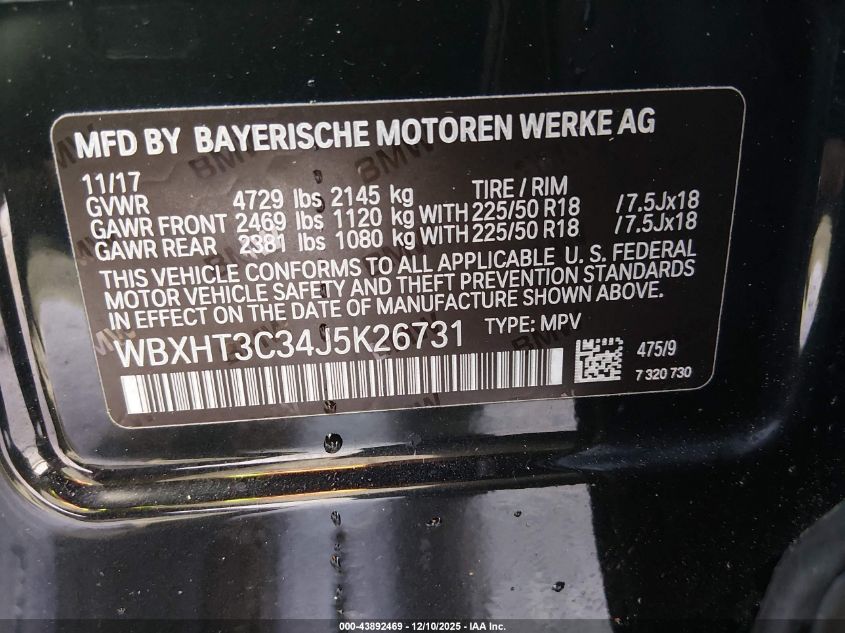 MFD BY BAYERISCHE MOTOREN WERKE AG
11/17
GVWR 4729 lbs 2145 kg TIRE / RIM
GAWR FRONT 2469 lbs 1120 kg WITH 225/50 R18 /7.5Jx18
GAWR REAR 2381 lbs 1080 kg WITH 225/50 R18 /7.5Jx18
THIS VEHICLE CONFORMS TO ALL APPLICABLE U. S. FEDERAL
MOTOR VEHICLE SAFETY AND THEFT PREVENTION STANDARDS
IN EFFECT ON THE DATE OF MANUFACTURE SHOWN ABOVE.
WBXHT3C34J5K26731 TYPE: MPV
475/9
7 320 730
000-43892469 - 12/10/2025 - IAA Inc.